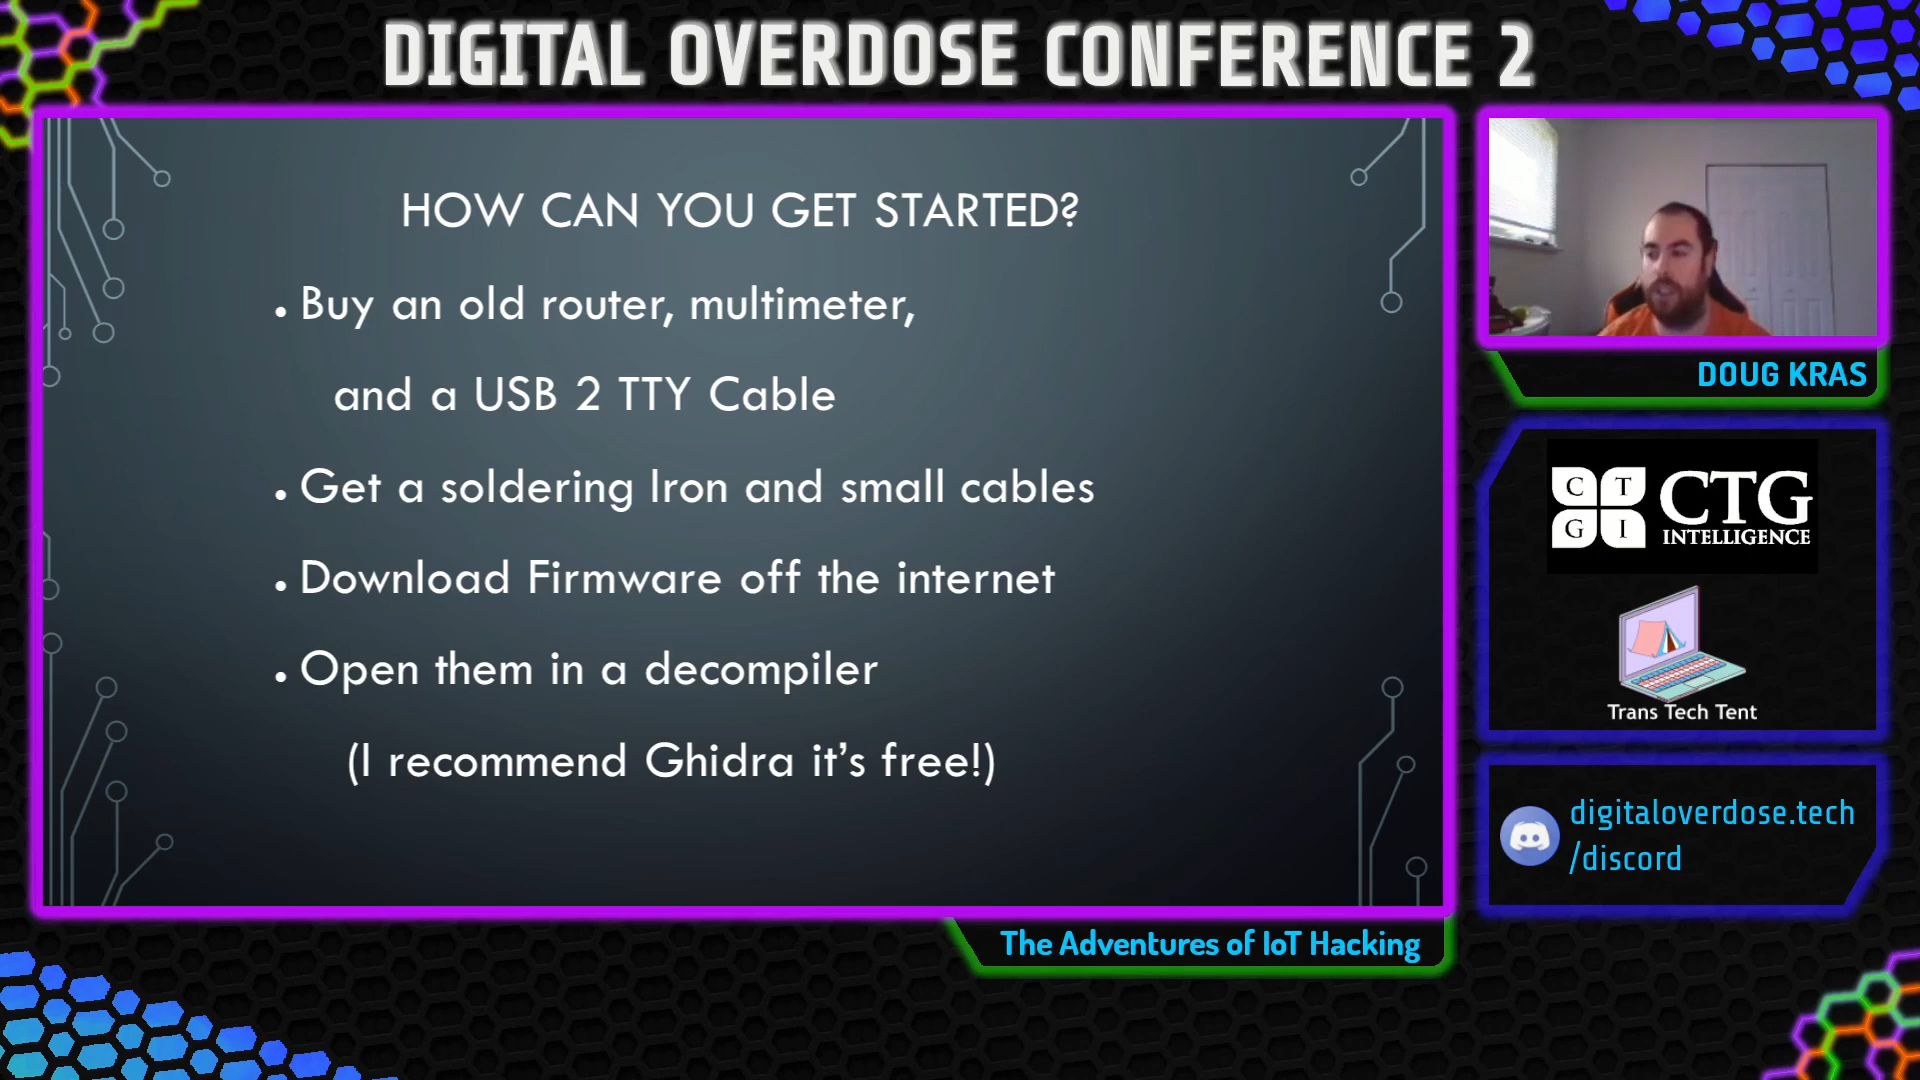 DIGITAL OVERDOSE CONFERENCE 2
HOW CAN YOU GET STARTED?
• Buy an old router, multimeter,
and a USB 2 TTY Cable
• Get a soldering Iron and small cables
• Download Firmware off the internet
• Open them in a decompiler
(I recommend Ghidra it’s free!)
The Adventures of IoT Hacking
DOUG KRAS
C T
G I
CTG
INTELLIGENCE
Trans Tech Tent
digitaloverdose.tech
/discord